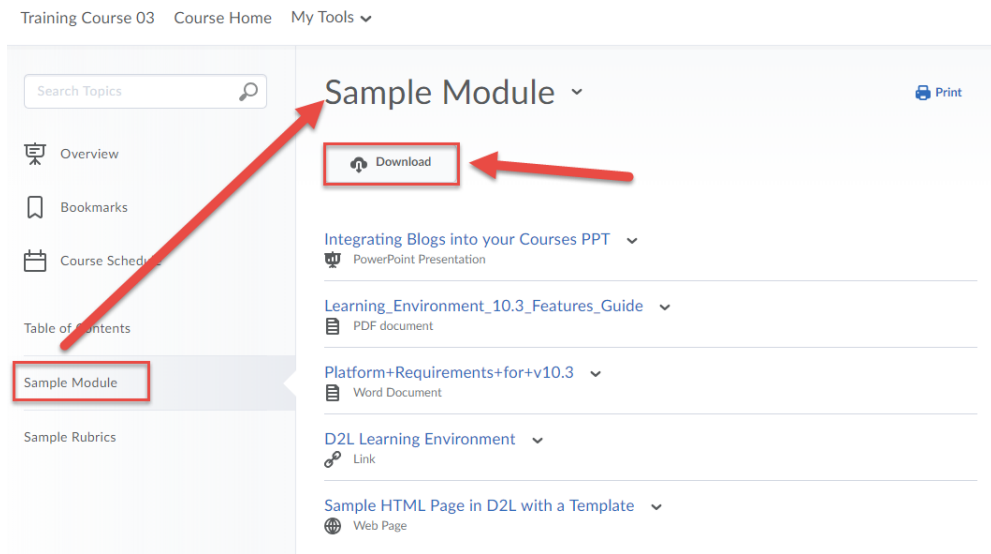 Training Course 03 Course Home My Tools
Search Topics
Overview
Bookmarks
Course Schedule
Table of Contents
Sample Module
Sample Rubrics
Sample Module
Print
Download
Integrating Blogs into your Courses PPT
PowerPoint Presentation
Learning_Environment_10.3_Features_Guide
PDF document
Platform+Requirements+for+v10.3
Word Document
D2L Learning Environment
Link
Sample HTML Page in D2L with a Template
Web Page